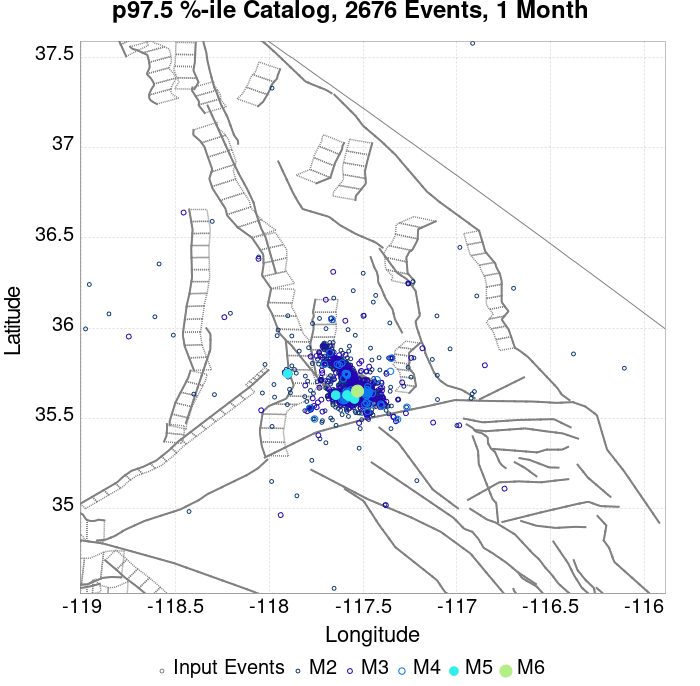 p97.5 %-ile Catalog, 2676 Events, 1 Month
37.5
37
36.5
36
35.5
35
Latitude
-119 -118.5 -118 -117.5 -117 -116.5 -116
Longitude
Input Events M2 M3 M4 M5 M6